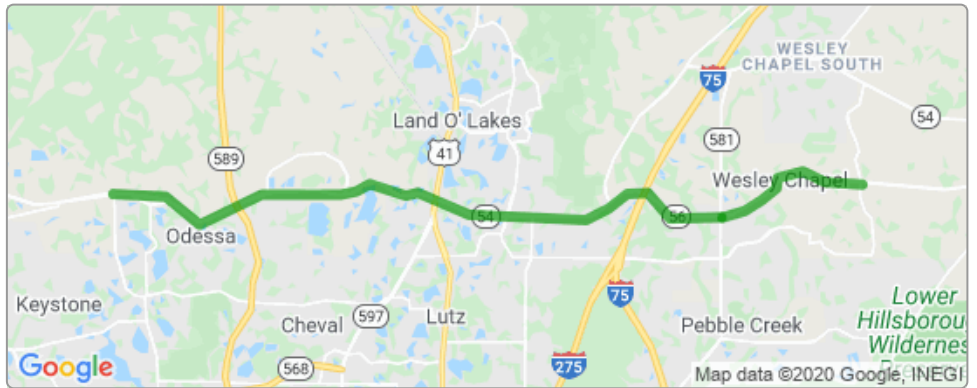 WESLEY
CHAPEL SOUTH
75
54
Land O' Lakes
581
41
589
Wesley Chapel
54
56
Odessa
75
Keystone
Lower
Hillsborou
Wildernes
597
Lutz
Cheval
Pebble Creek
568
275
Google
Map data ©2020 Google, INEGI